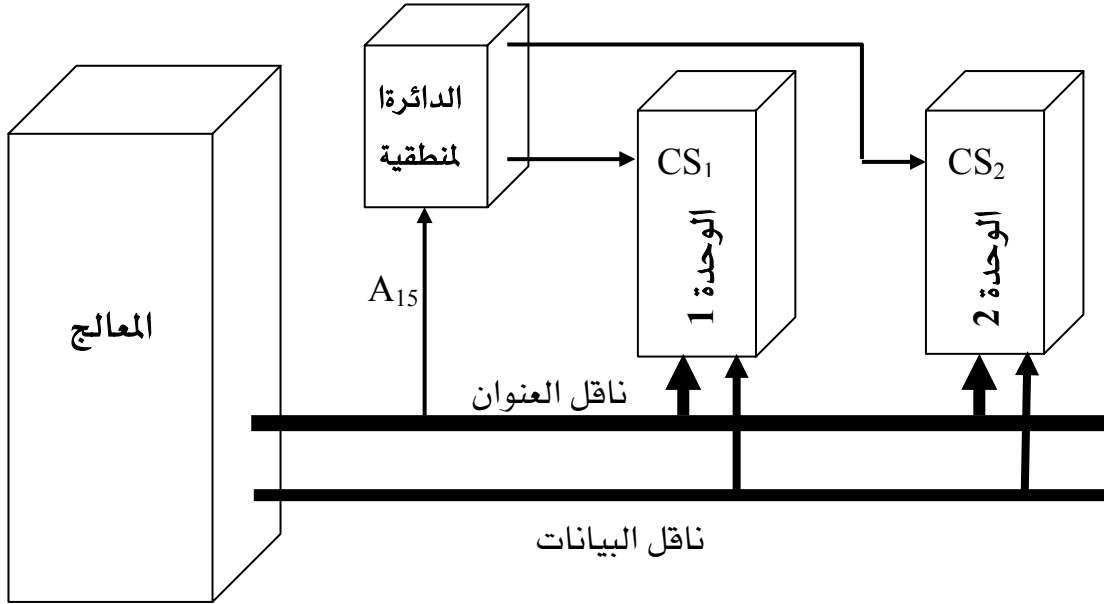 الدائرةا
لمنطقية
CS₁
الوحدة 1
CS₂
الوحدة 2
A₁₅
المعالج
ناقل العنوان
ناقل البيانات